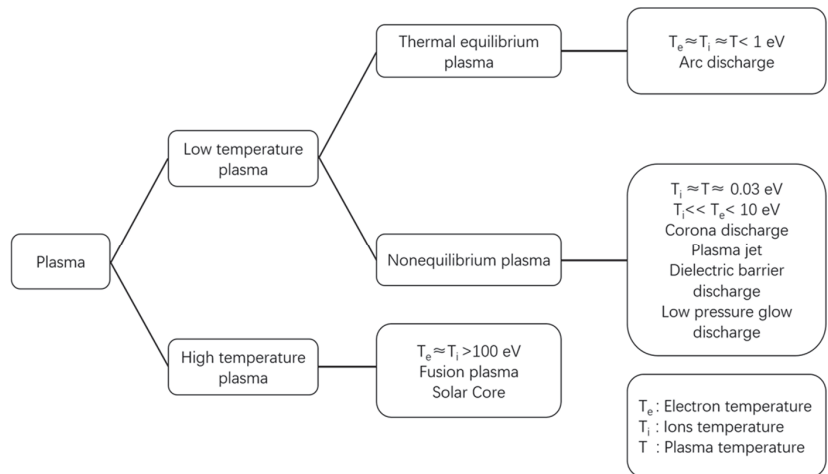 Plasma
Low temperature
plasma
High temperature
plasma
Thermal equilibrium
plasma
Nonequilibrium plasma
Tₑ≈Tᵢ >100 eV
Fusion plasma
Solar Core
Tₑ≈Tᵢ ≈T< 1 eV
Arc discharge
Tᵢ ≈T≈ 0.03 eV
Tᵢ<< Tₑ< 10 eV
Corona discharge
Plasma jet
Dielectric barrier
discharge
Low pressure glow
discharge
Tₑ : Electron temperature
Tᵢ : Ions temperature
T : Plasma temperature